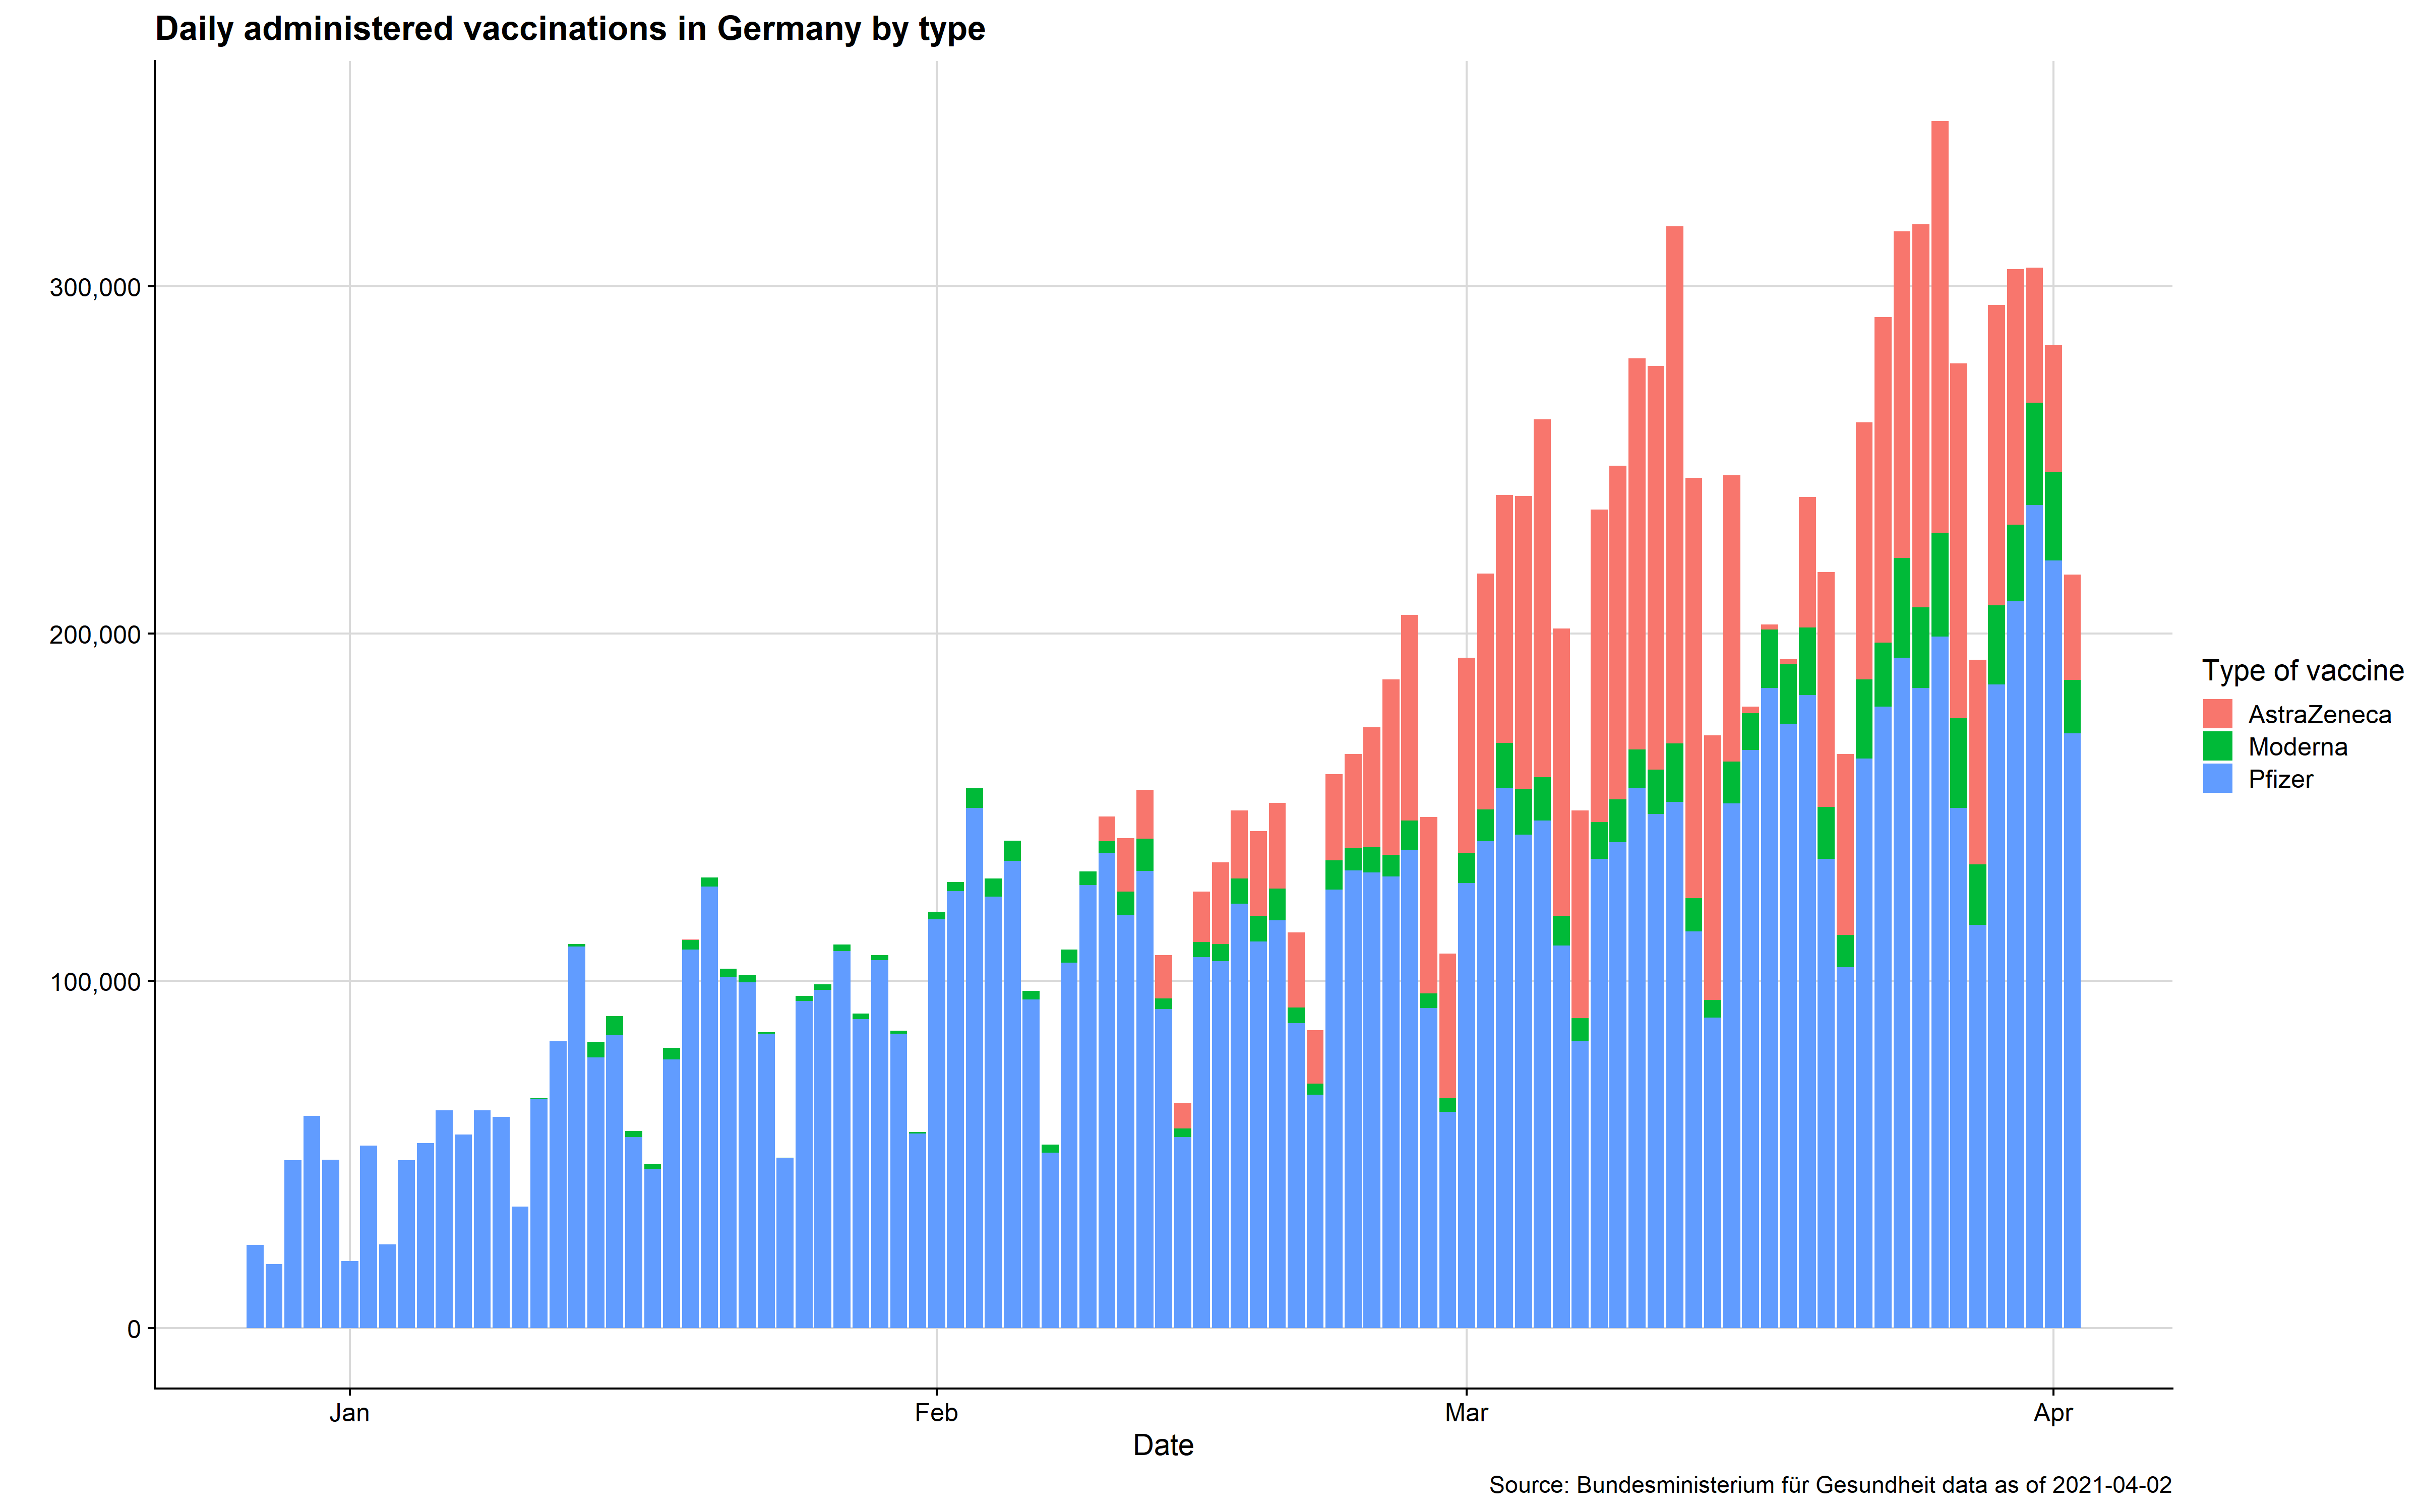 Daily administered vaccinations in Germany by type
300,000
200,000
100,000
0
Jan
Feb
Mar
Apr
Date
Type of vaccine
AstraZeneca
Moderna
Pfizer
Source: Bundesministerium für Gesundheit data as of 2021-04-02